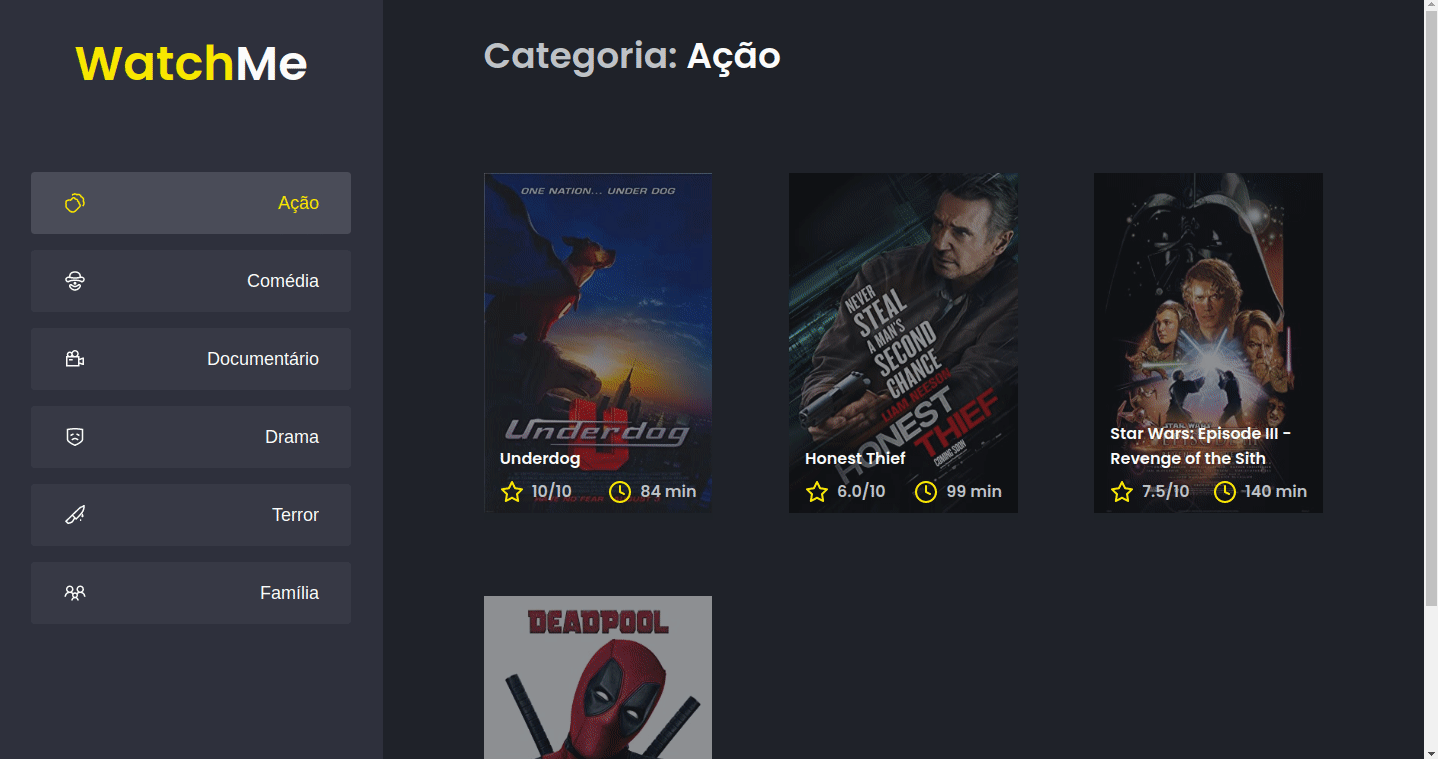 WatchMe
Categoria: Ação
Ação
Comédia
Documentário
Drama
Terror
Família
ONE NATION... UNDER DOG
Underdog
Underdog
10/10 84 min
NEVER
STEAL
A MAN'S
SECOND
CHANCE
LIAM NEESON
HONEST
THIEF
COMING SOON
Honest Thief
6.0/10 99 min
STAR WARS
Star Wars: Episode III -
Revenge of the Sith
7.5/10 140 min
DEADPOOL